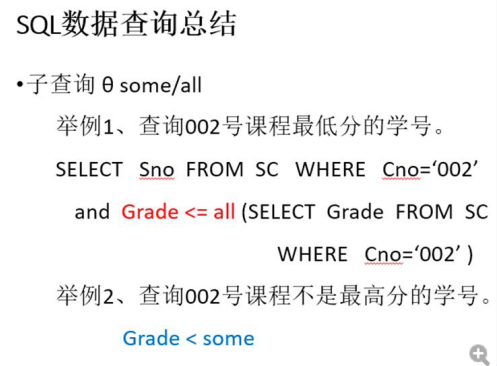 SQL数据查询总结
•子查询 θ some/all
举例1、查询002号课程最低分的学号。
SELECT Sno FROM SC WHERE Cno=‘002’
and Grade <= all (SELECT Grade FROM SC
WHERE Cno=‘002’ )
举例2、查询002号课程不是最高分的学号。
Grade < some